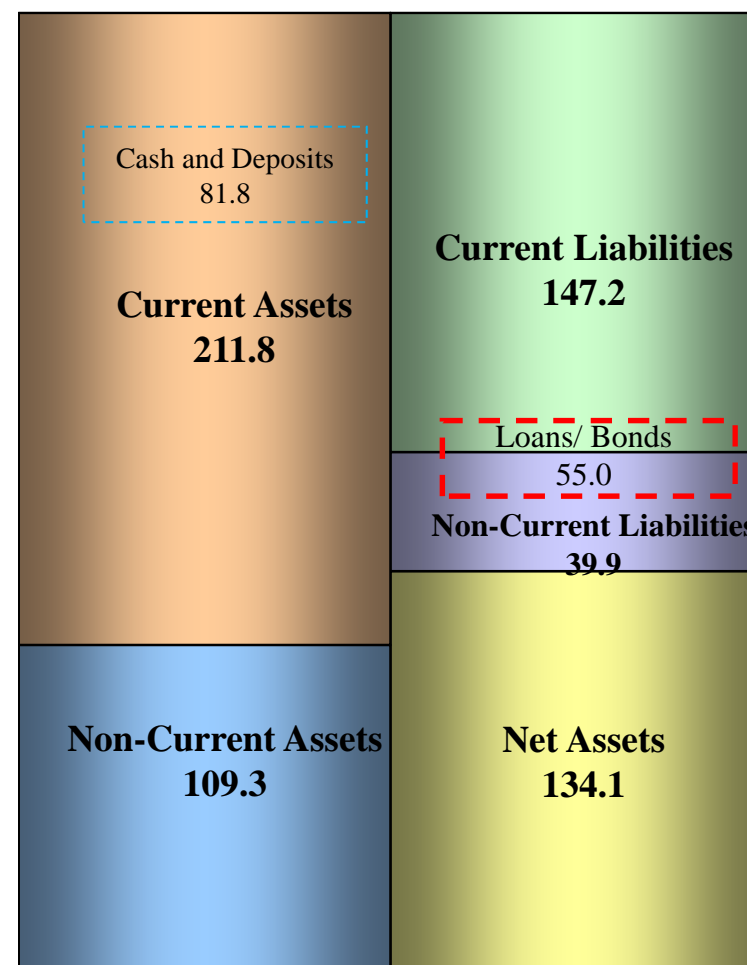 Cash and Deposits
81.8
Current Assets
211.8
Non-Current Assets
109.3
Current Liabilities
147.2
Loans/ Bonds
55.0
Non-Current Liabilities
39.9
Net Assets
134.1